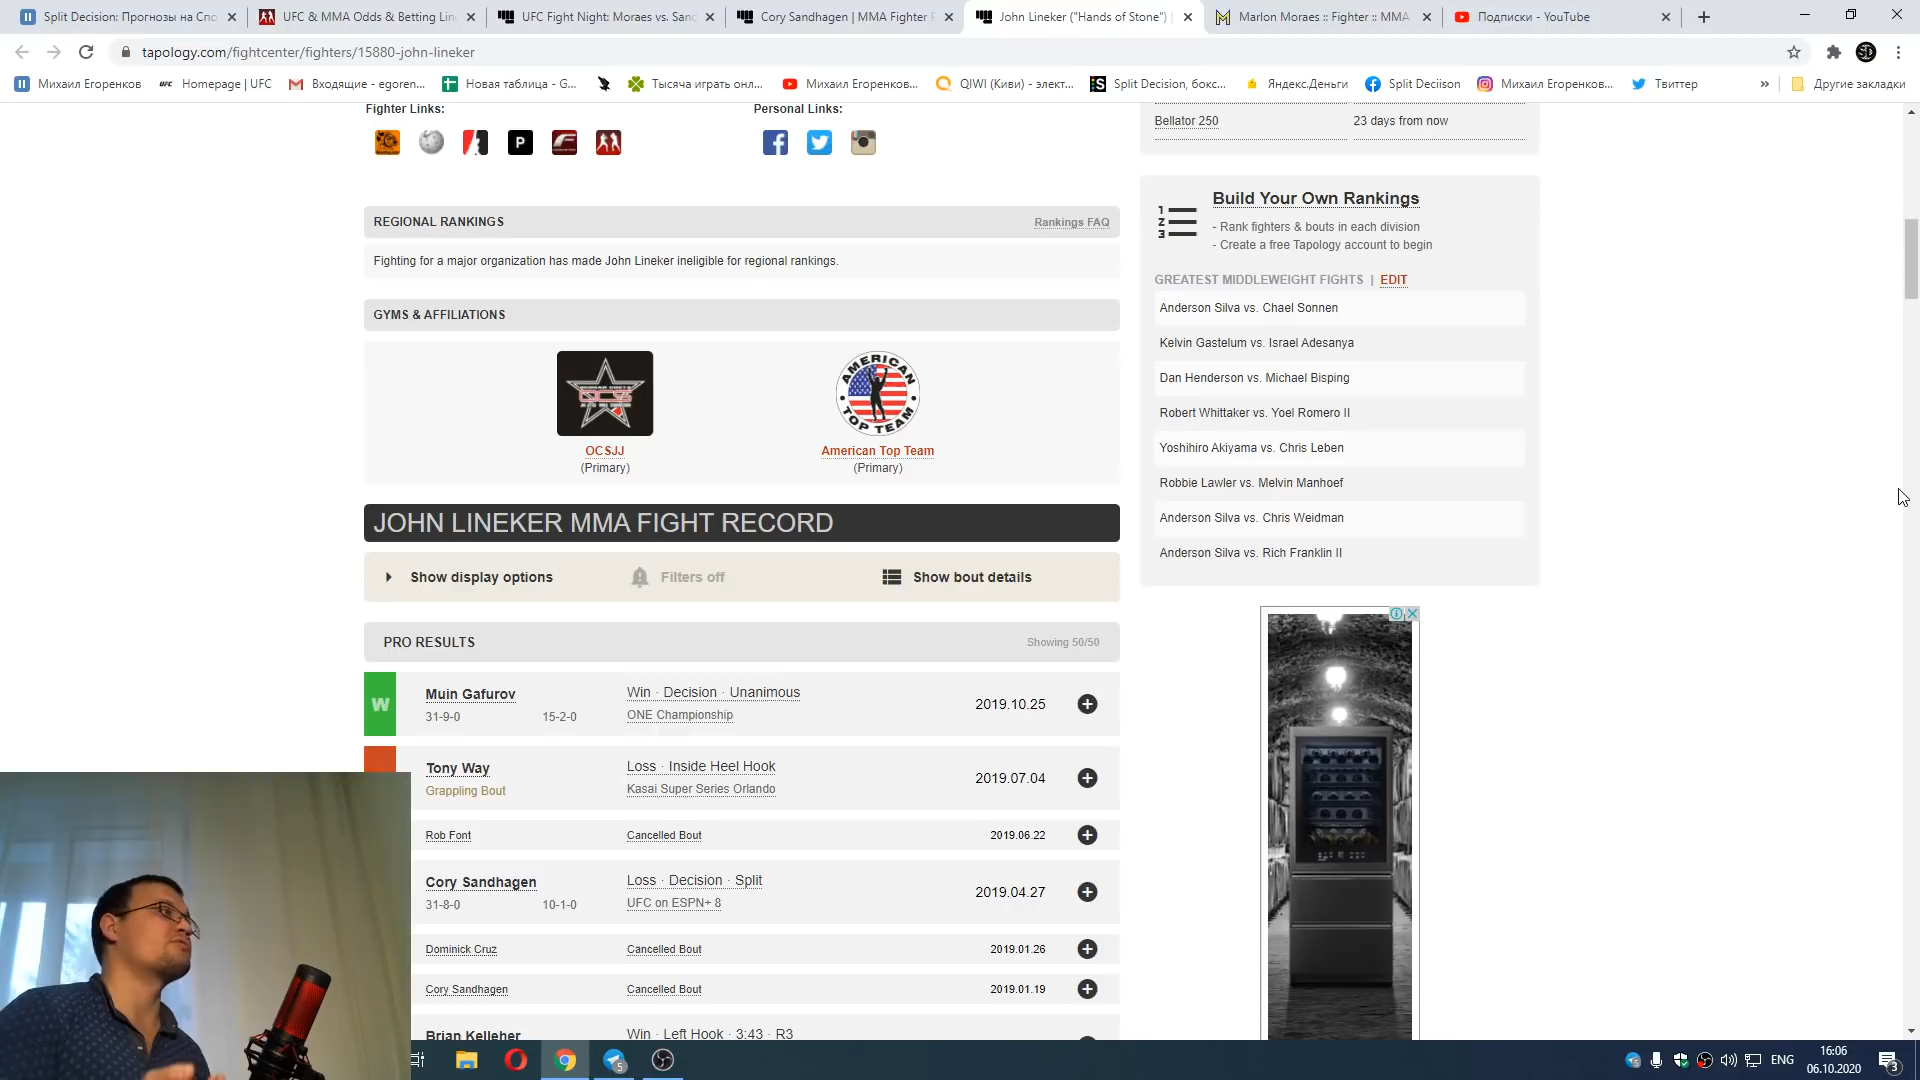 Split Decision: Прогнозы на Спо
UFC & MMA Odds & Betting Lin
UFC Fight Night: Moraes vs. Sand
Cory Sandhagen | MMA Fighter P
John Lineker ("Hands of Stone") |
Marlon Moraes :: Fighter :: MMA
Подписки - YouTube
tapology.com/fightcenter/fighters/15880-john-lineker
Михаил Егоренков
Homepage | UFC
Входящие - egoren...
Новая таблица - G...
Тысяча играть онл...
Михаил Егоренков...
QIWI (Киви) - элект...
Split Decision, бокс...
Яндекс.Деньги
Split Deciison
Михаил Егоренков...
Твиттер
»
Другие закладки
Fighter Links:
Personal Links:
P
Bellator 250
23 days from now
REGIONAL RANKINGS
Rankings FAQ
Fighting for a major organization has made John Lineker ineligible for regional rankings.
GYMS & AFFILIATIONS
OCS
AMERICAN TOP TEAM
OCSJJ
(Primary)
American Top Team
(Primary)
JOHN LINEKER MMA FIGHT RECORD
Show display options
Filters off
Show bout details
PRO RESULTS
Showing 50/50
W
Muin Gafurov
31-9-0
15-2-0
Win · Decision · Unanimous
ONE Championship
2019.10.25
Tony Way
Grappling Bout
Loss · Inside Heel Hook
Kasai Super Series Orlando
2019.07.04
Rob Font
Cancelled Bout
2019.06.22
Cory Sandhagen
31-8-0
10-1-0
Loss · Decision · Split
UFC on ESPN+ 8
2019.04.27
Dominick Cruz
Cancelled Bout
2019.01.26
Cory Sandhagen
Cancelled Bout
2019.01.19
Brian Kelleher
Win · Left Hook · 3:43 · R3
1
2
3
Build Your Own Rankings
- Rank fighters & bouts in each division
- Create a free Tapology account to begin
GREATEST MIDDLEWEIGHT FIGHTS | EDIT
Anderson Silva vs. Chael Sonnen
Kelvin Gastelum vs. Israel Adesanya
Dan Henderson vs. Michael Bisping
Robert Whittaker vs. Yoel Romero II
Yoshihiro Akiyama vs. Chris Leben
Robbie Lawler vs. Melvin Manhoef
Anderson Silva vs. Chris Weidman
Anderson Silva vs. Rich Franklin II
5
ENG
16:06
06.10.2020
3